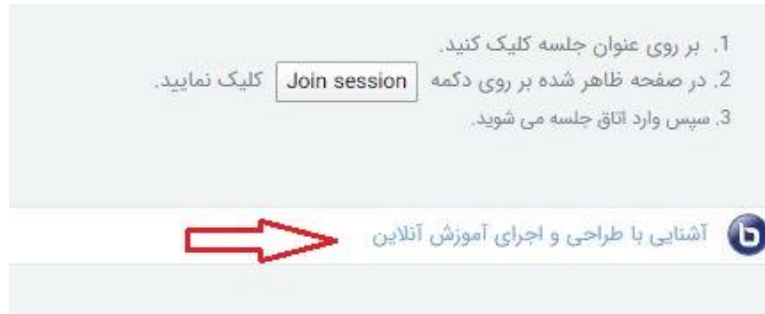 1. بر روی عنوان جلسه کلیک کنید.
2. در صفحه ظاهر شده بر روی دکمه Join session کلیک نمایید.
3. سپس وارد اتاق جلسه می شوید.
آشنایی با طراحی و اجرای آموزش آنلاین